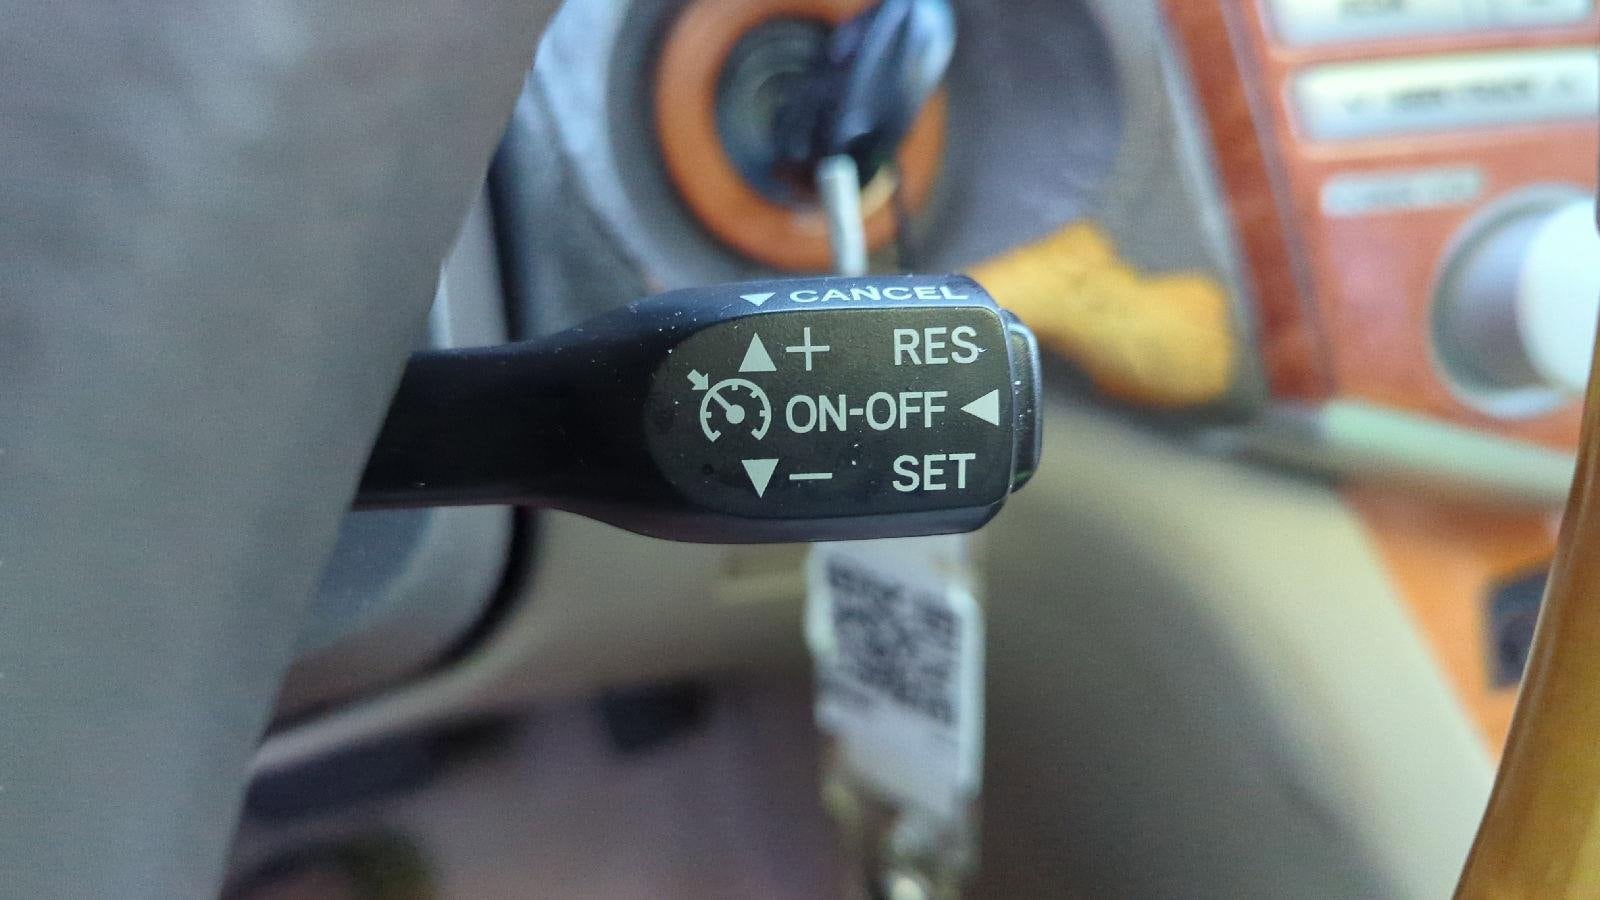 CANCEL
+ RES
ON-OFF
− SET